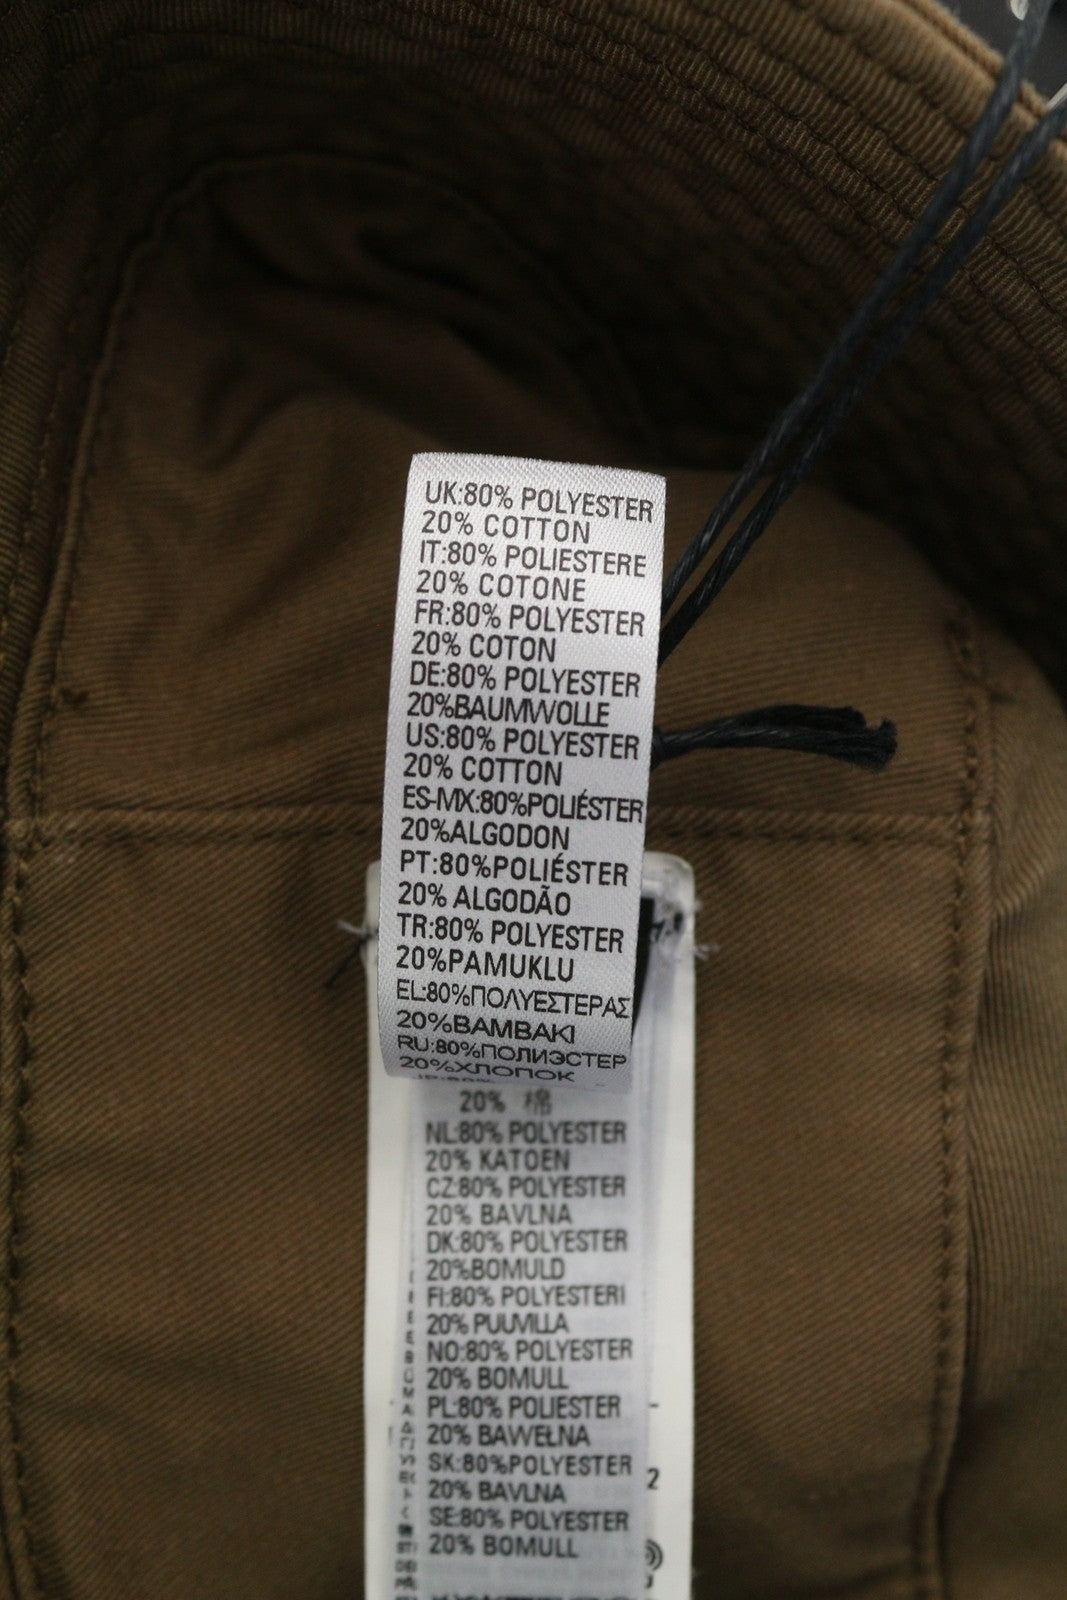 UK:80% POLYESTER
20% COTTON
IT:80% POLIESTERE
20% COTONE
FR:80% POLYESTER
20% COTON
DE:80% POLYESTER
20%BAUMWOLLE
US:80% POLYESTER
20% COTTON
ES-MX:80%POLIÉSTER
20%ALGODON
PT:80%POLIÉSTER
20% ALGODÃO
TR:80% POLYESTER
20%PAMUKLU
EL:80%ΠΟΛΥΕΣΤΕΡΑΣ
20%ΒΑΜΒΑΚΙ
RU:80%ПОЛИЭСТЕР
20%ХЛОПОК
20% 棉
NL:80% POLYESTER
20% KATOEN
CZ:80% POLYESTER
20% BAVLNA
DK:80% POLYESTER
20%BOMULD
FI:80% POLYESTERI
20% PUUVILLA
NO:80% POLYESTER
20% BOMULL
PL:80% POLIESTER
20% BAWEŁNA
SK:80%POLYESTER
20% BAVLNA
SE:80% POLYESTER
20% BOMULL